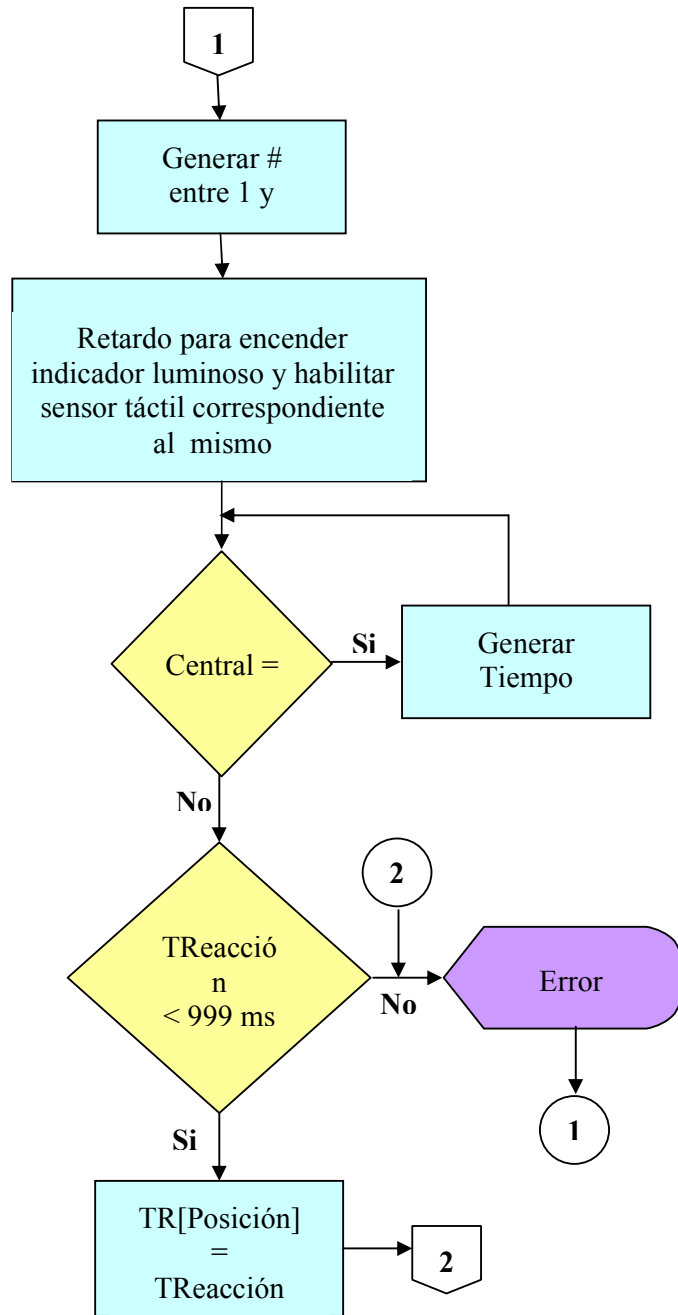 1
Generar #
entre 1 y
Retardo para encender
indicador luminoso y habilitar
sensor táctil correspondiente
al mismo
Central =
Si
Generar
Tiempo
No
TReacció
n
< 999 ms
2
No
Error
1
Si
TR[Posición]
=
TReacción
2